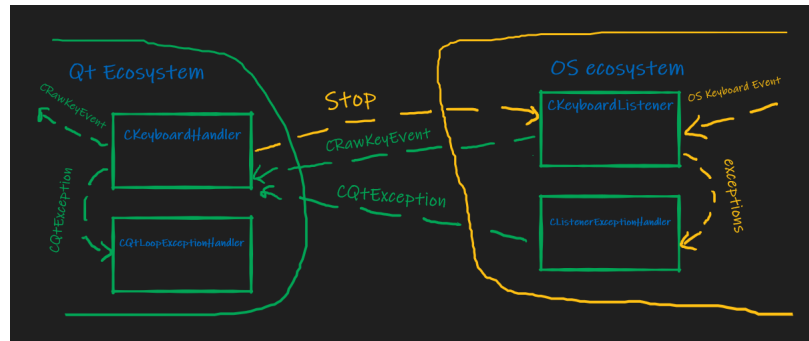 Qt Ecosystem
OS ecosystem
CRawKeyEvent
CKeyboardHandler
Stop
CKeyboardListener
OS Keyboard Event
CRawKeyEvent
CQtException
CQtException
exceptions
CQtLoopExceptionHandler
CListenerExceptionHandler